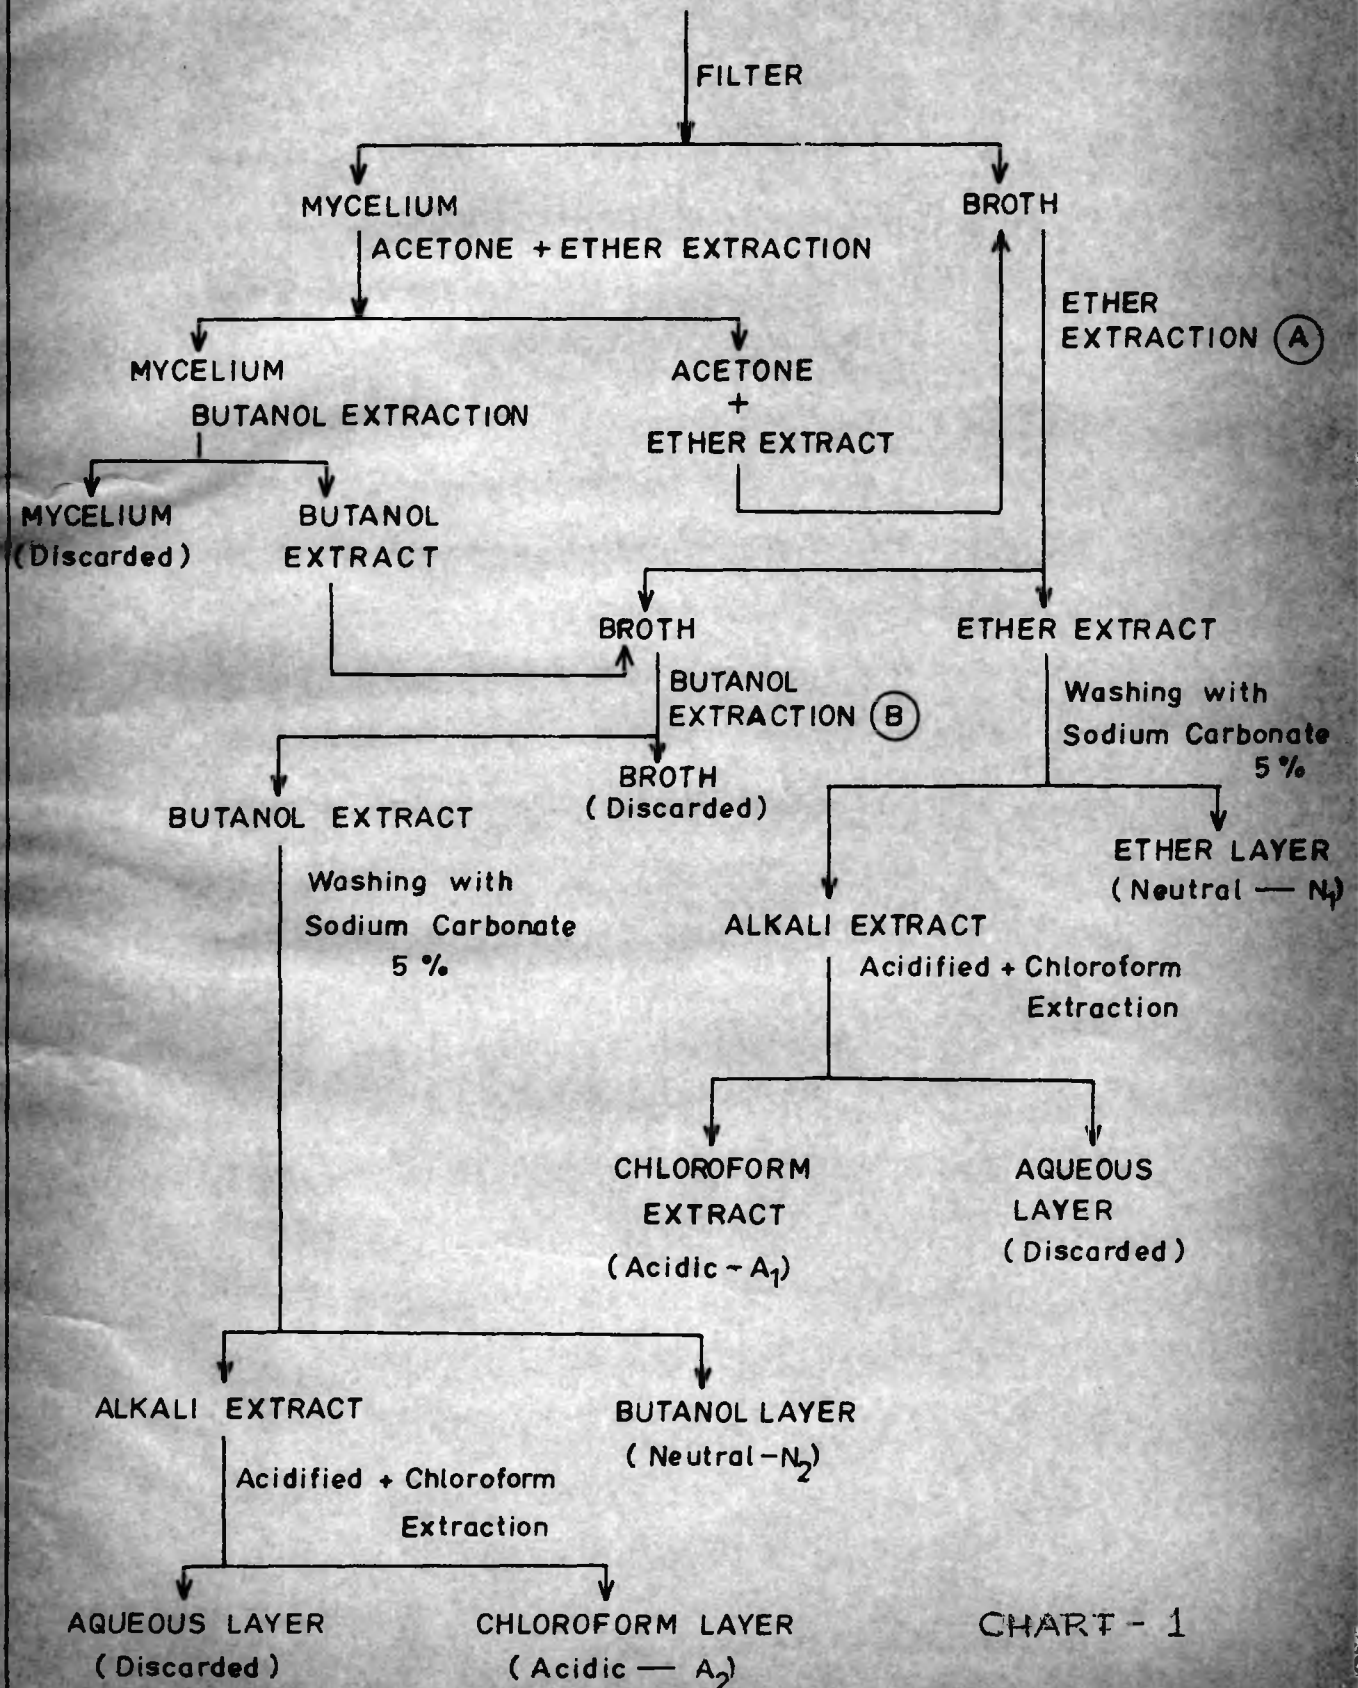 FILTER
MYCELIUM
BROTH
ACETONE + ETHER EXTRACTION
ETHER
EXTRACTION (A)
MYCELIUM
BUTANOL EXTRACTION
ACETONE
+
ETHER EXTRACT
MYCELIUM
(Discarded)
BUTANOL
EXTRACT
BROTH
ETHER EXTRACT
BUTANOL
EXTRACTION (B)
Washing with
Sodium Carbonate
5 %
BROTH
(Discarded)
BUTANOL EXTRACT
ETHER LAYER
(Neutral — N₁)
Washing with
Sodium Carbonate
5 %
ALKALI EXTRACT
Acidified + Chloroform
Extraction
CHLOROFORM
EXTRACT
(Acidic - A₁)
AQUEOUS
LAYER
(Discarded)
ALKALI EXTRACT
BUTANOL LAYER
(Neutral - N₂)
Acidified + Chloroform
Extraction
AQUEOUS LAYER
(Discarded)
CHLOROFORM LAYER
(Acidic — A₂)
CHART - 1